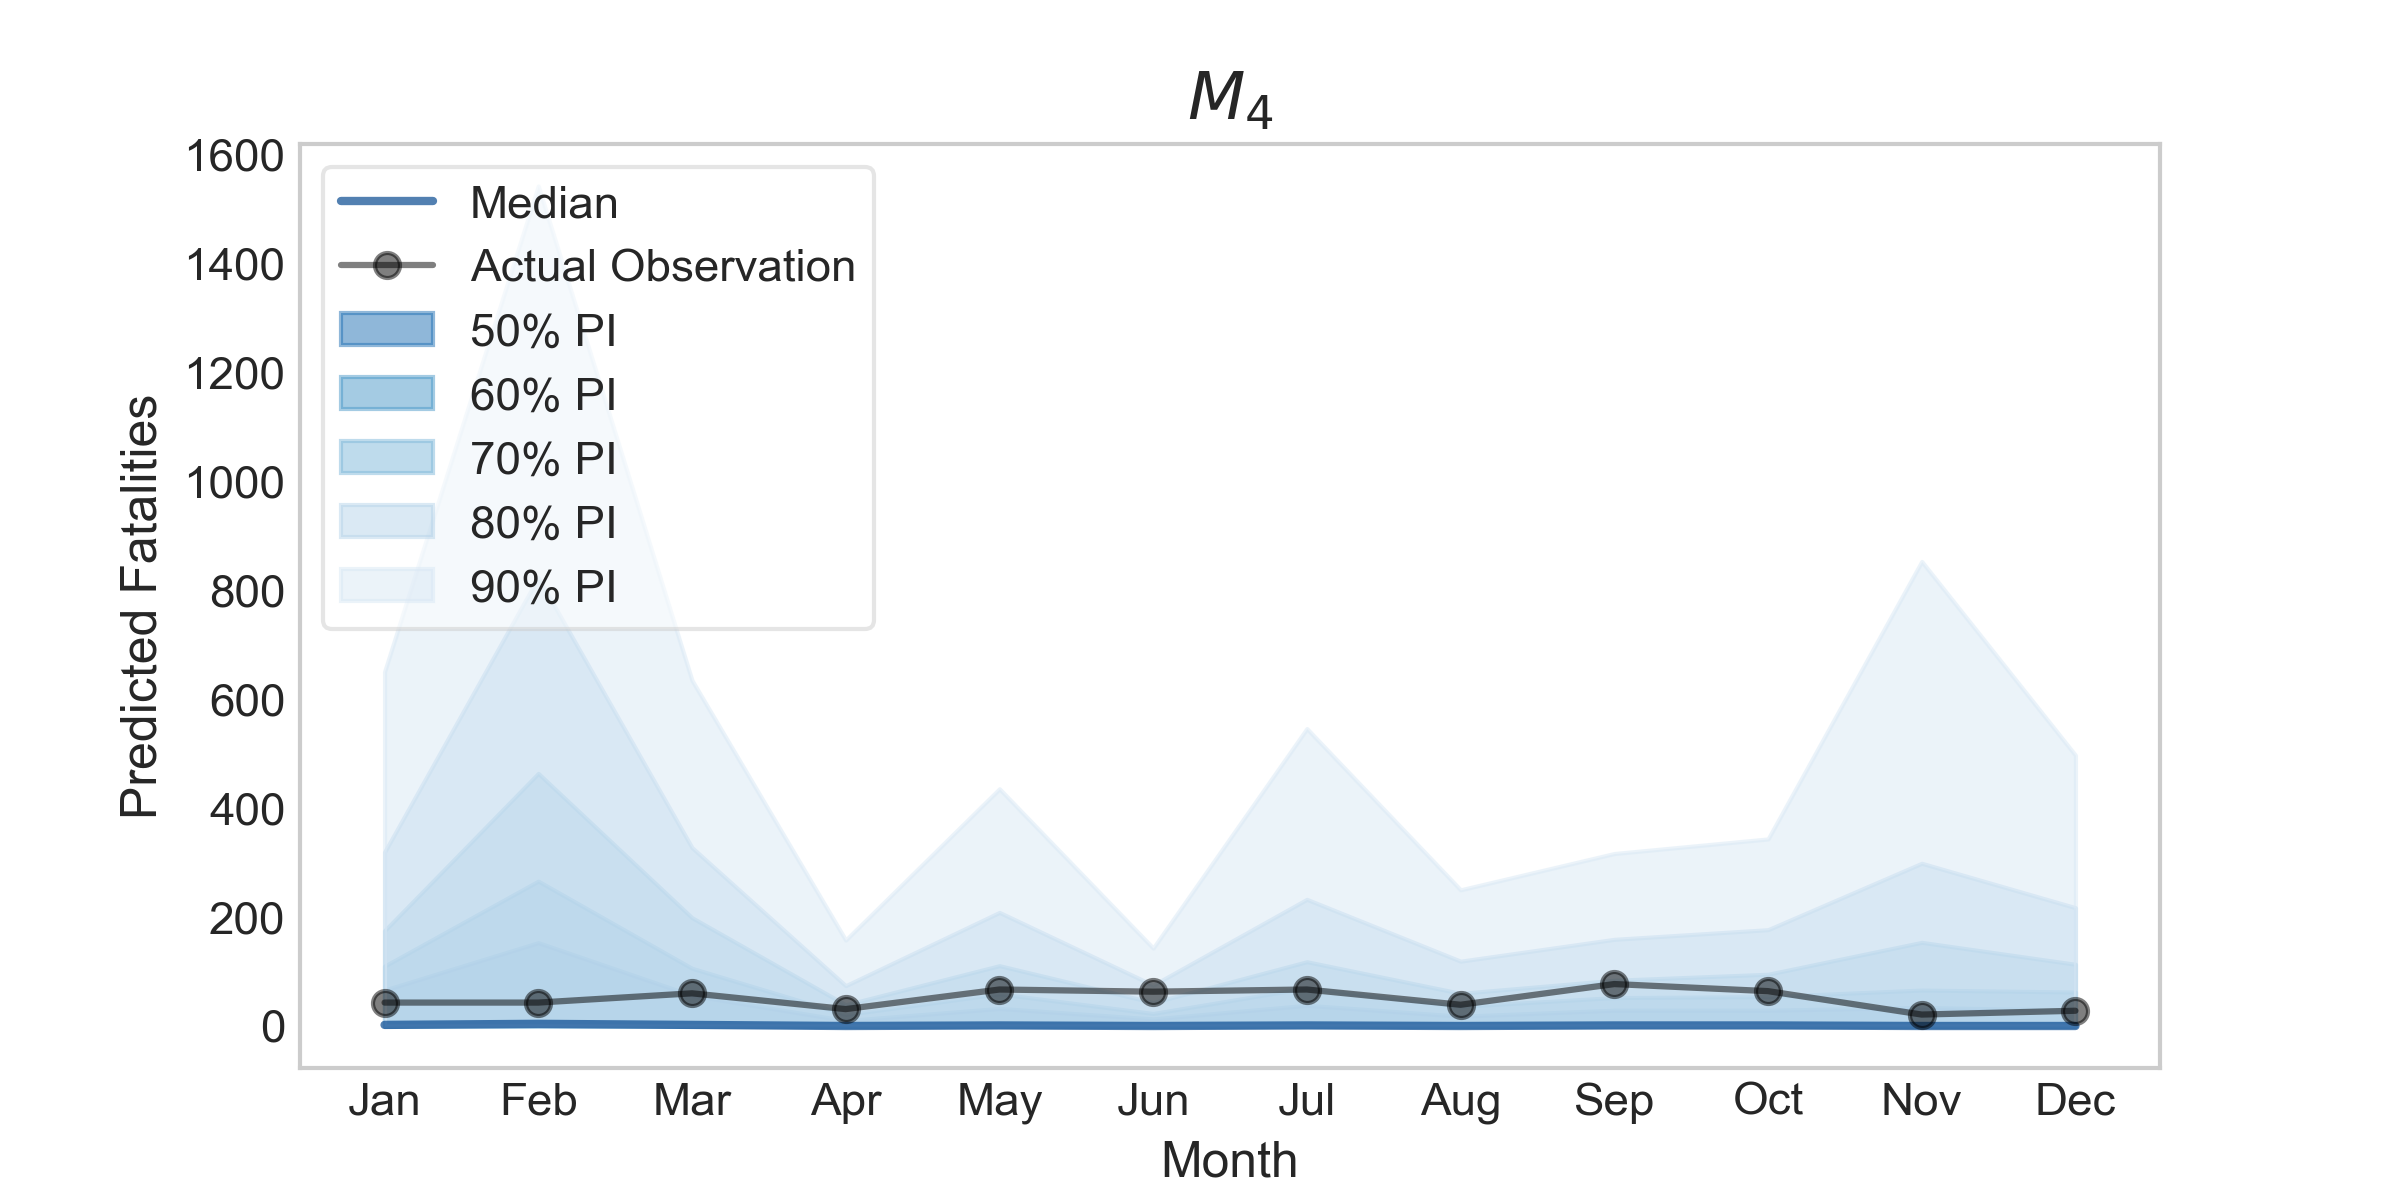 M4
1600
1400
1200
1000
800
600
400
200
0
Predicted Fatalities
Median
Actual Observation
50% PI
60% PI
70% PI
80% PI
90% PI
Jan Feb Mar Apr May Jun Jul Aug Sep Oct Nov Dec
Month